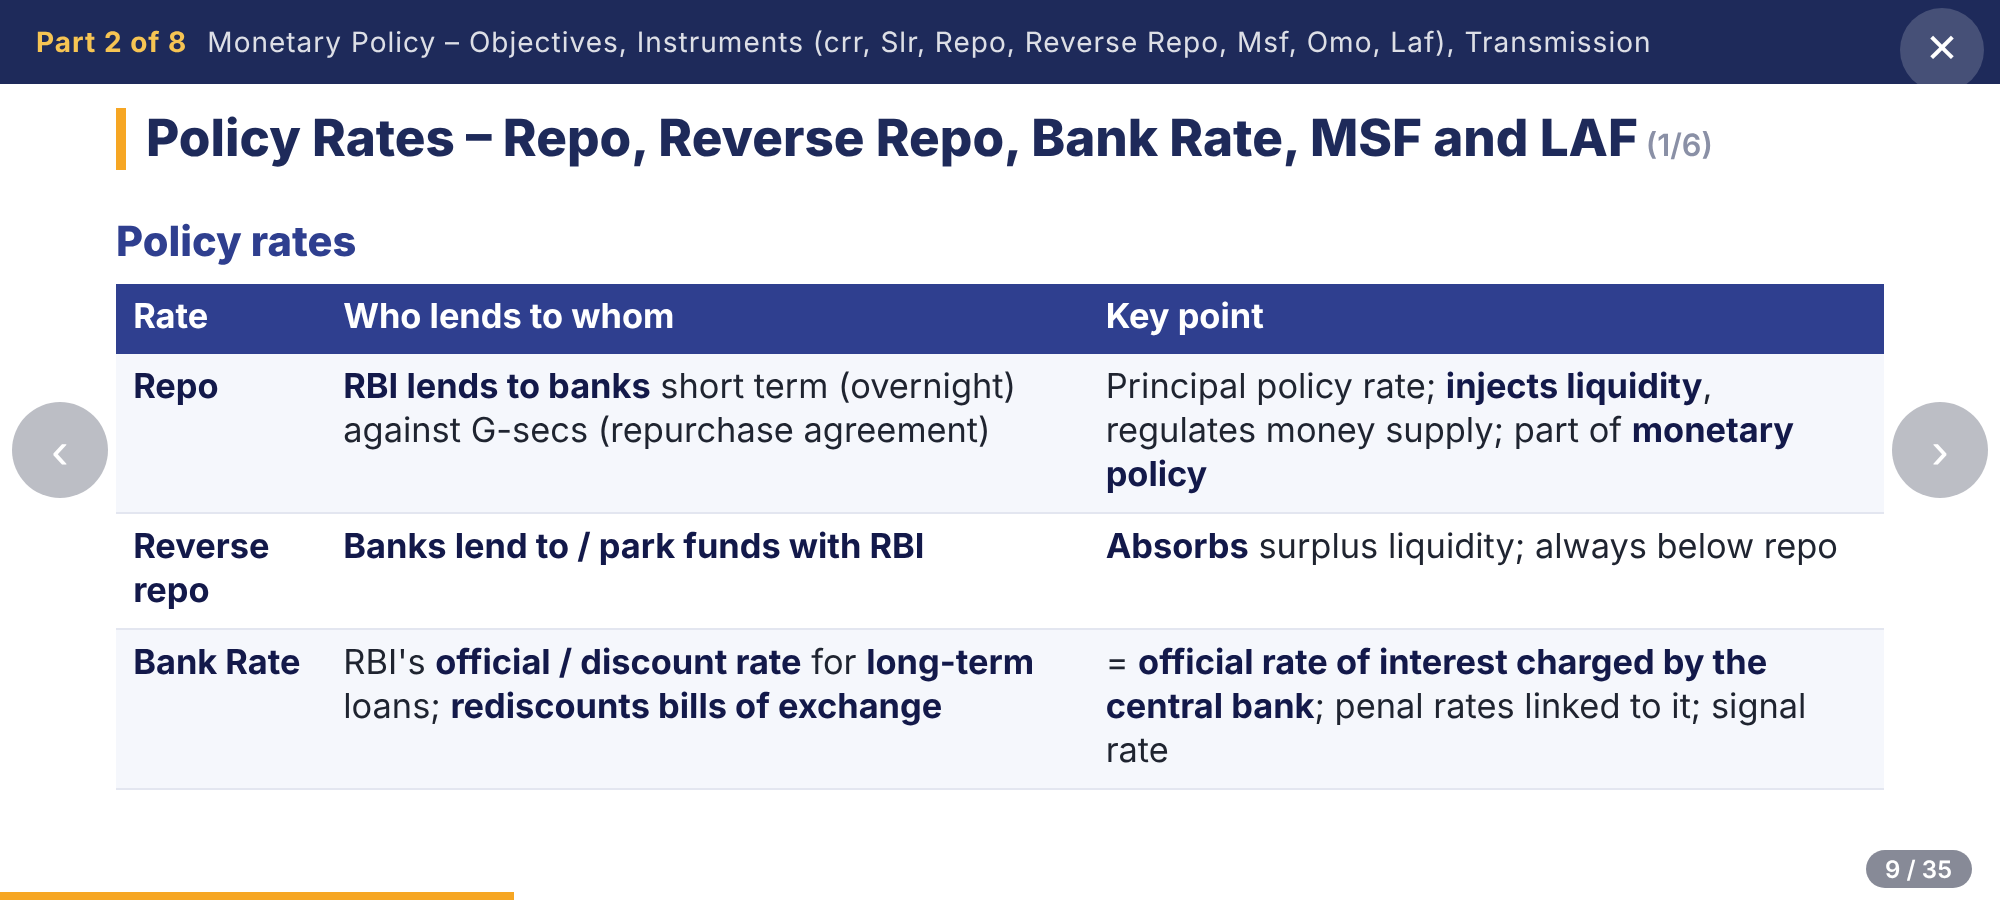 Part 2 of 8 Monetary Policy – Objectives, Instruments (crr, Slr, Repo, Reverse Repo, Msf, Omo, Laf), Transmission
✕
Policy Rates – Repo, Reverse Repo, Bank Rate, MSF and LAF (1/6)
Policy rates
Rate Who lends to whom Key point
Repo RBI lends to banks short term (overnight) Principal policy rate; injects liquidity,
against G-secs (repurchase agreement) regulates money supply; part of monetary
policy
‹ ›
Reverse Banks lend to / park funds with RBI Absorbs surplus liquidity; always below repo
repo
Bank Rate RBI's official / discount rate for long-term = official rate of interest charged by the
loans; rediscounts bills of exchange central bank; penal rates linked to it; signal
rate
9 / 35